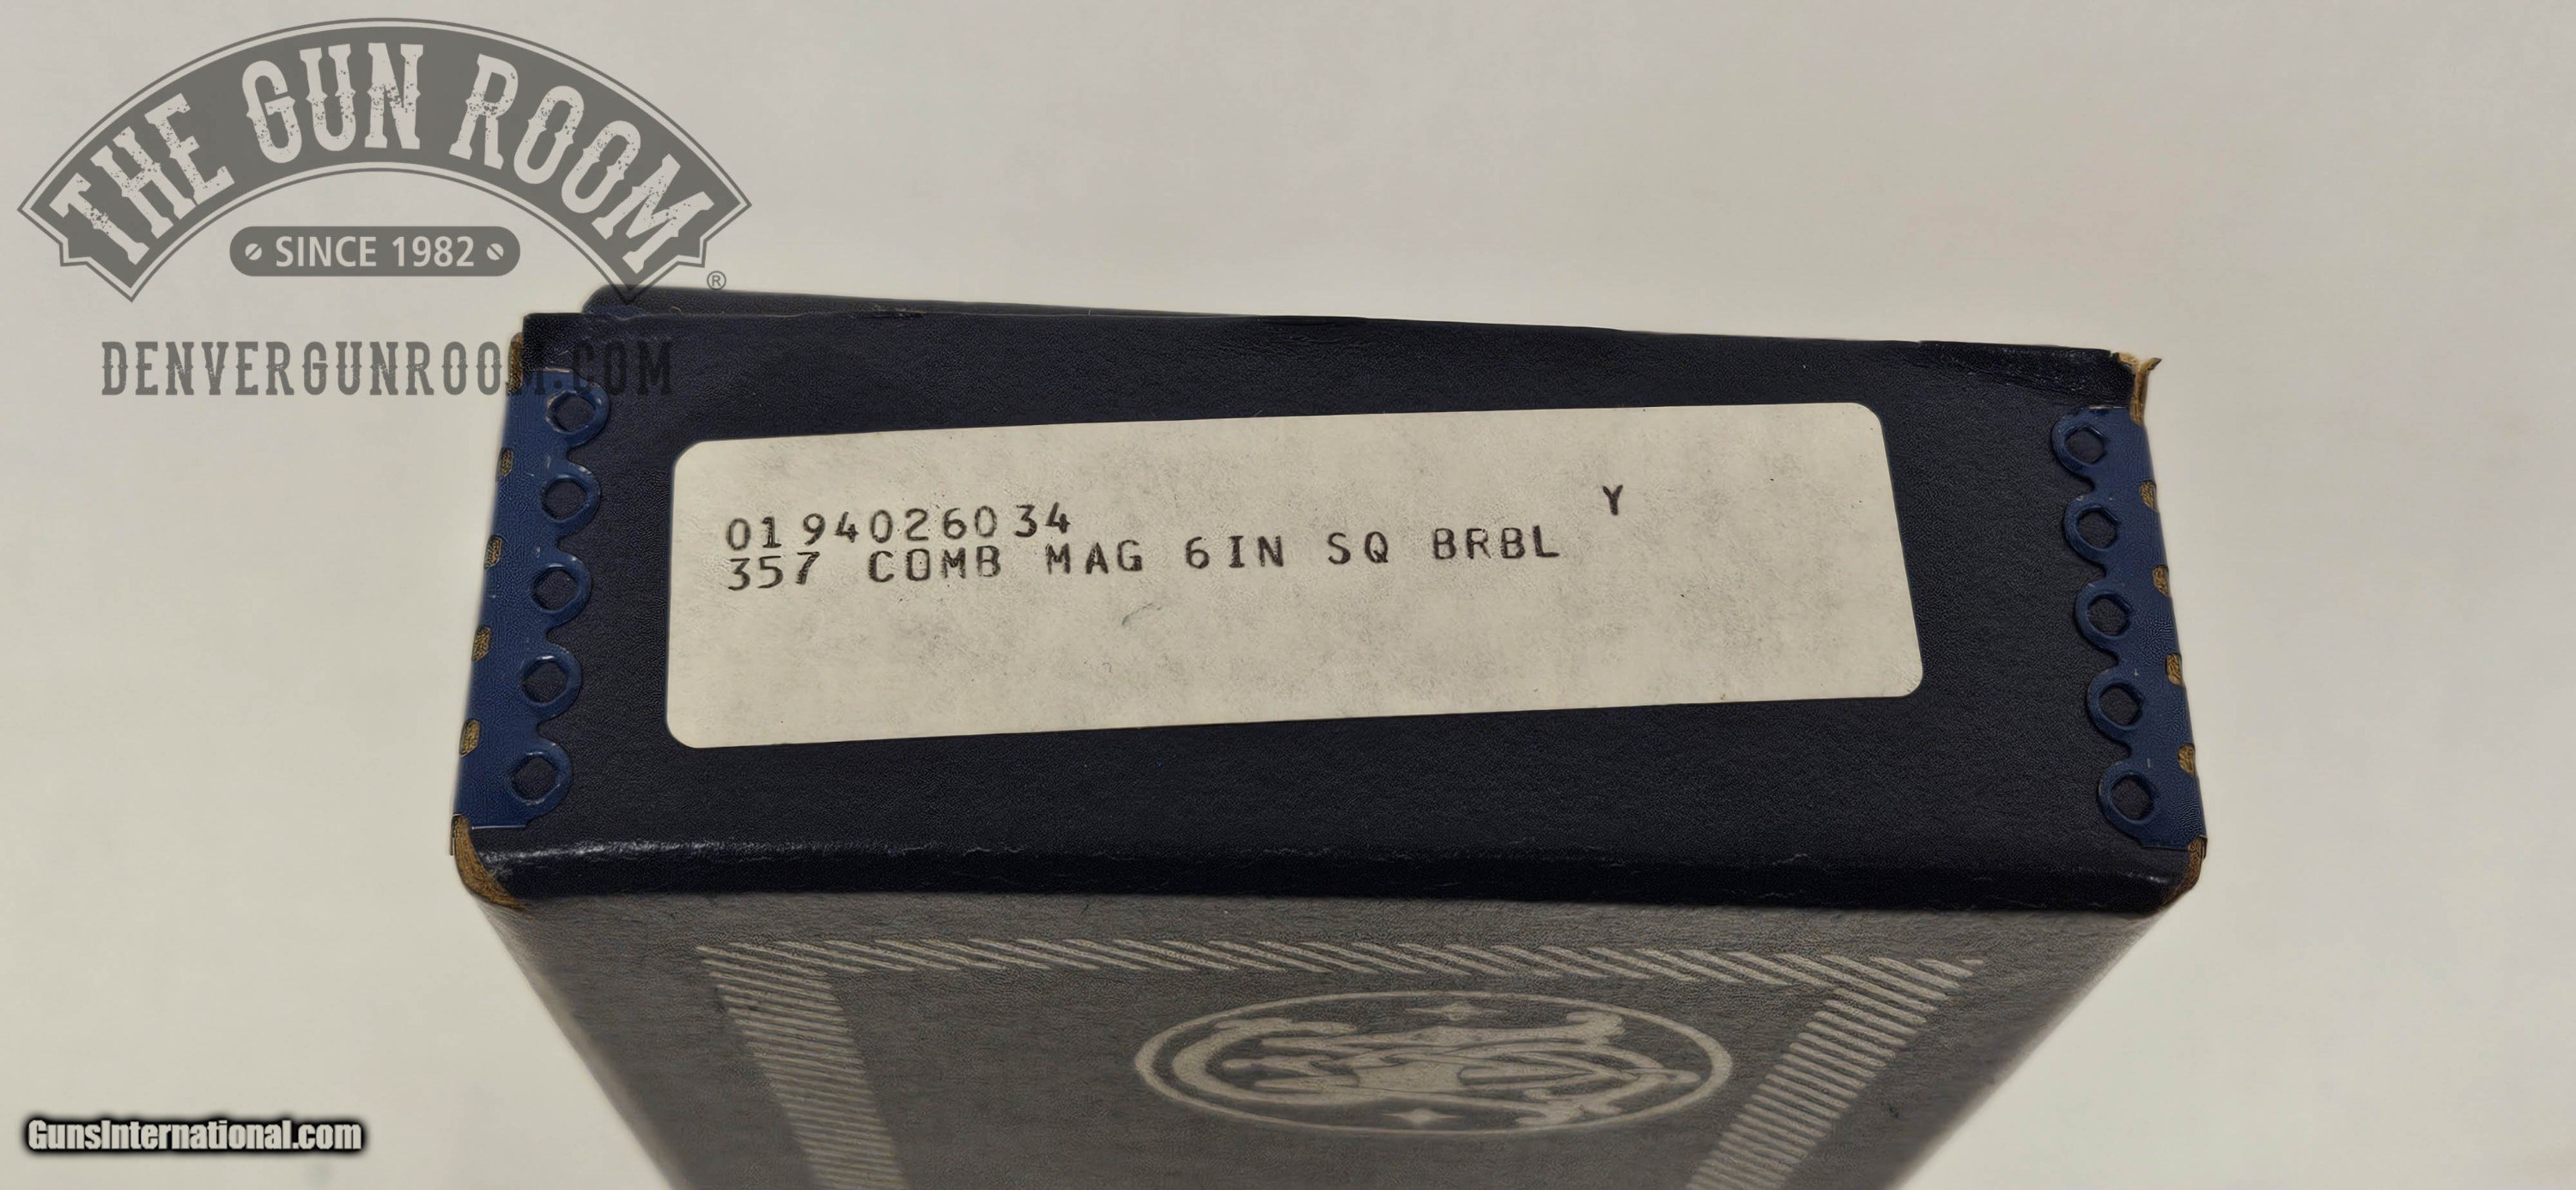 THE GUN ROOM
SINCE 1982
®
DENVERGUNROOM.COM
0194026034
Y
357 COMB MAG 6IN SQ BRBL
GunsInternational.com